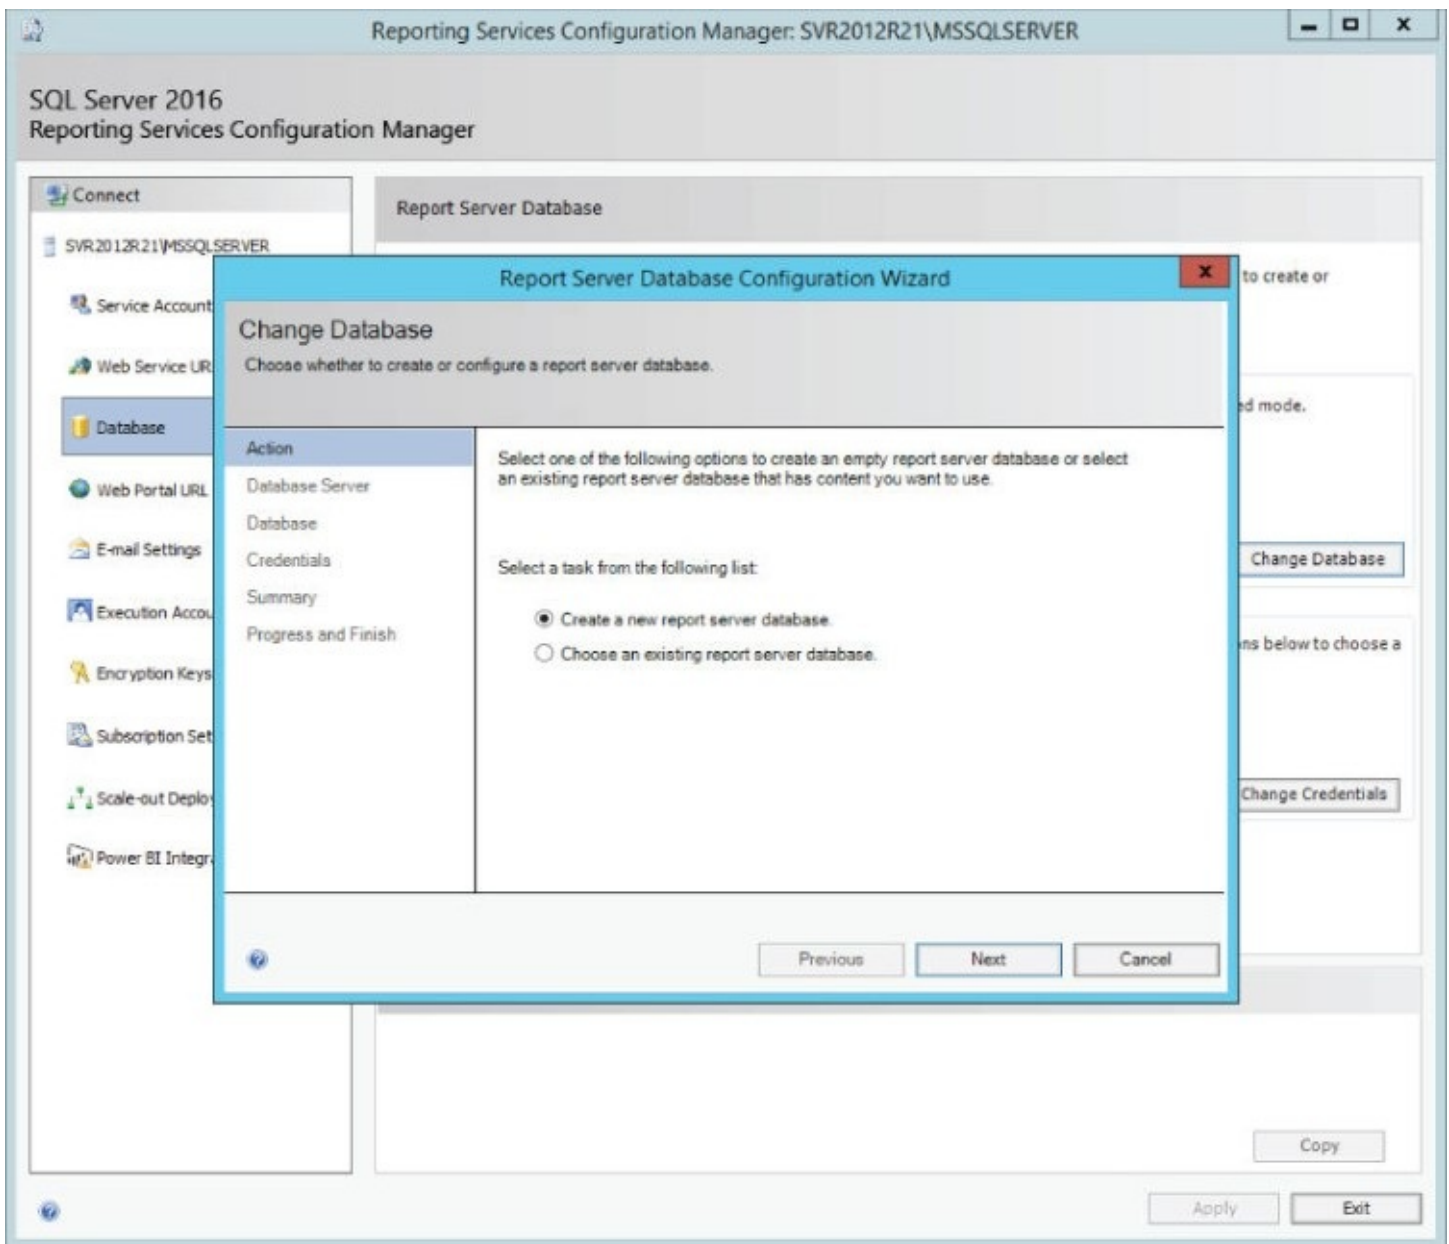 Reporting Services Configuration Manager: SVR2012R21\MSSQLSERVER
SQL Server 2016
Reporting Services Configuration Manager
Connect
SVR2012R21\MSSQLSERVER
Service Account
Web Service UR
Database
Web Portal URL
E-mail Settings
Execution Accou
Encryption Keys
Subscription Set
Scale-out Deploy
Power BI Integra
Report Server Database
to create or
ed mode.
Change Database
ns below to choose a
Change Credentials
Report Server Database Configuration Wizard
x
Change Database
Choose whether to create or configure a report server database.
Action
Database Server
Database
Credentials
Summary
Progress and Finish
Select one of the following options to create an empty report server database or select
an existing report server database that has content you want to use.
Select a task from the following list:
Create a new report server database.
Choose an existing report server database.
Previous
Next
Cancel
Copy
Apply
Exit